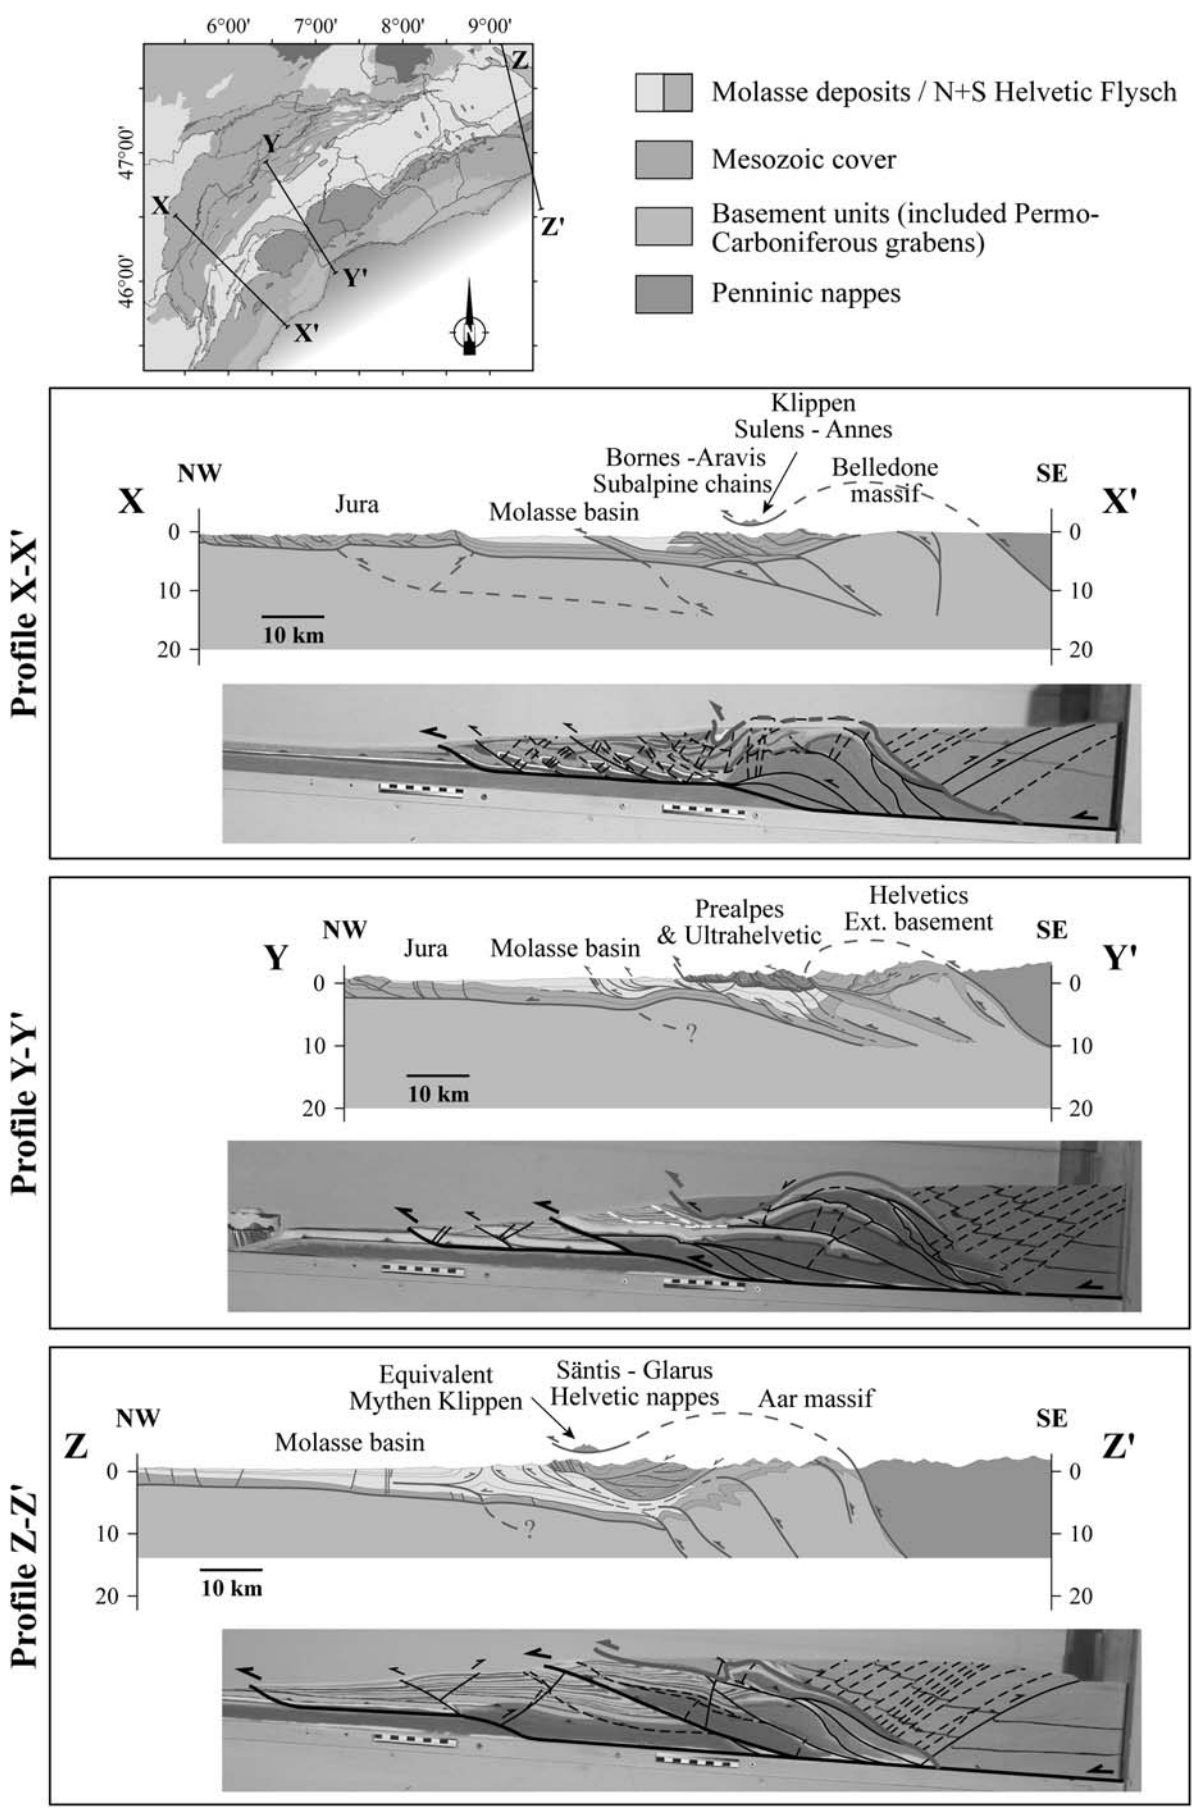 6°00' 7°00' 8°00' 9°00'
47°00'
46°00'
X
X'
Y
Y'
Z
Z'
N
Molasse deposits / N+S Helvetic Flysch
Mesozoic cover
Basement units (included Permo-
Carboniferous grabens)
Penninic nappes
Profile X-X'
Klippen
Sulens - Annes
Bornes -Aravis
Subalpine chains
Belledone
massif
NW
SE
X
X'
Jura
Molasse basin
0
10
20
0
10
20
10 km
Profile Y-Y'
Helvetics
Ext. basement
Prealpes
& Ultrahelvetic
NW
SE
Y
Y'
Jura
Molasse basin
0
10
20
0
10
20
?
10 km
Profile Z-Z'
Equivalent
Mythen Klippen
Säntis - Glarus
Helvetic nappes
Aar massif
NW
SE
Z
Z'
Molasse basin
0
10
20
0
10
20
?
10 km